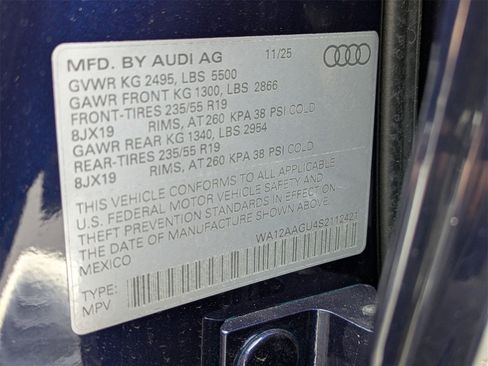 MFD. BY AUDI AG 11/25
GVWR KG 2495, LBS 5500
GAWR FRONT KG 1300, LBS 2866
FRONT-TIRES 235/55 R19
8JX19 RIMS, AT 260 KPA 38 PSI COLD
GAWR REAR KG 1340, LBS 2954
REAR-TIRES 235/55 R19
8JX19 RIMS, AT 260 KPA 38 PSI COLD
THIS VEHICLE CONFORMS TO ALL APPLICABLE
U.S. FEDERAL MOTOR VEHICLE SAFETY AND
THEFT PREVENTION STANDARDS IN EFFECT ON
THE DATE OF MANUFACTURE SHOWN ABOVE.
MEXICO WA12AAGU4S2112421
TYPE:
MPV